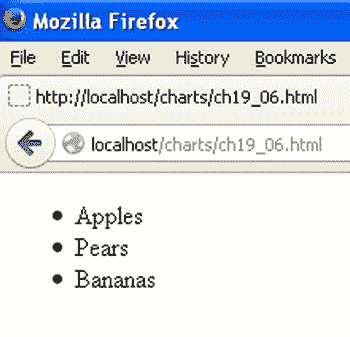 Mozilla Firefox
File Edit View History Bookmarks
http://localhost/charts/ch19_06.html
localhost/charts/ch19_06.html
Apples
Pears
Bananas